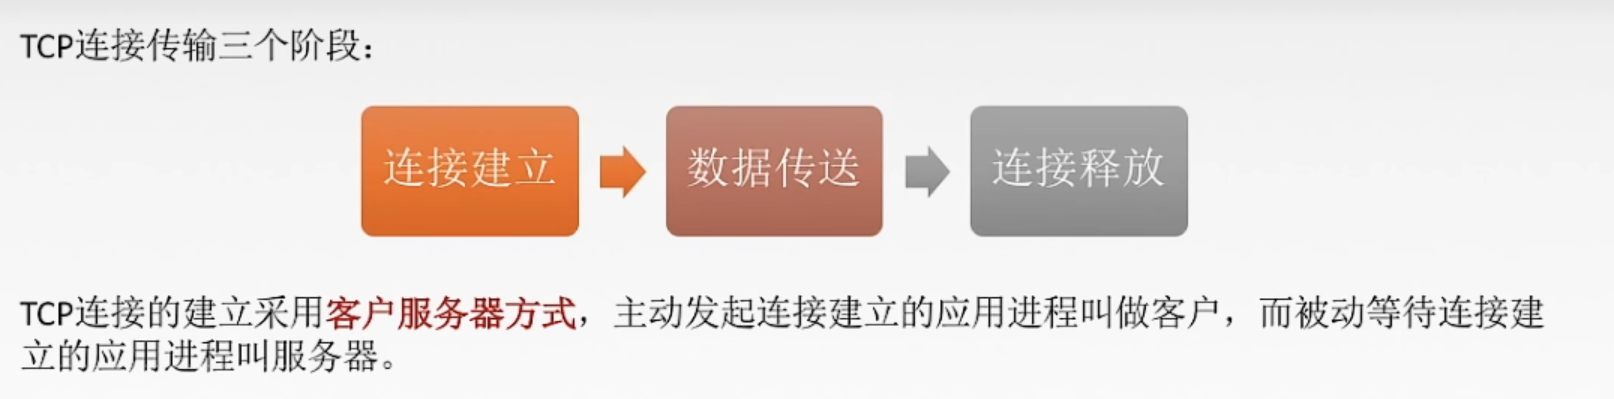 TCP连接传输三个阶段：
连接建立
数据传送
连接释放
TCP连接的建立采用客户服务器方式，主动发起连接建立的应用进程叫做客户，而被动等待连接建
立的应用进程叫服务器。